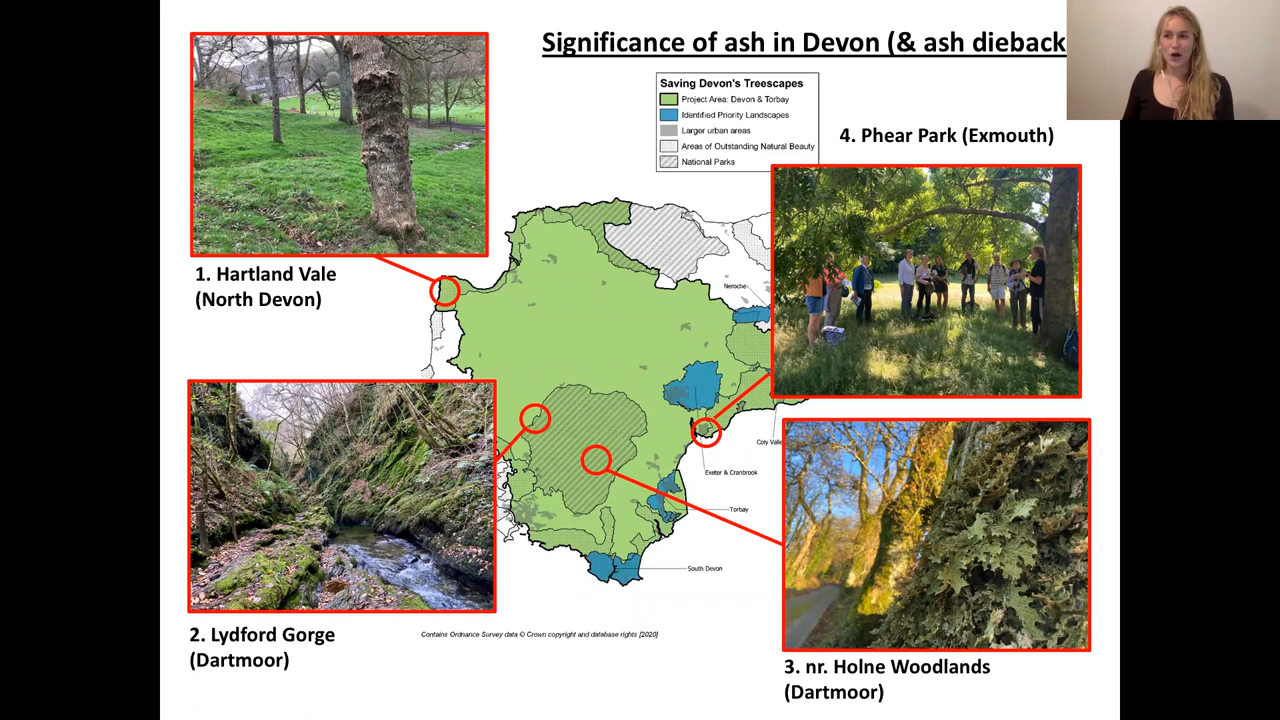 Significance of ash in Devon (& ash dieback
Saving Devon's Treescapes
Project Area: Devon & Torbay
Identified Priority Landscapes
Larger urban areas
Areas of Outstanding Natural Beauty
National Parks
4. Phear Park (Exmouth)
1. Hartland Vale
(North Devon)
Neroche
Coly Valle
Exeter & Cranbrook
Torbay
South Devon
2. Lydford Gorge
(Dartmoor)
Contains Ordnance Survey data © Crown copyright and database rights [2020]
3. nr. Holne Woodlands
(Dartmoor)